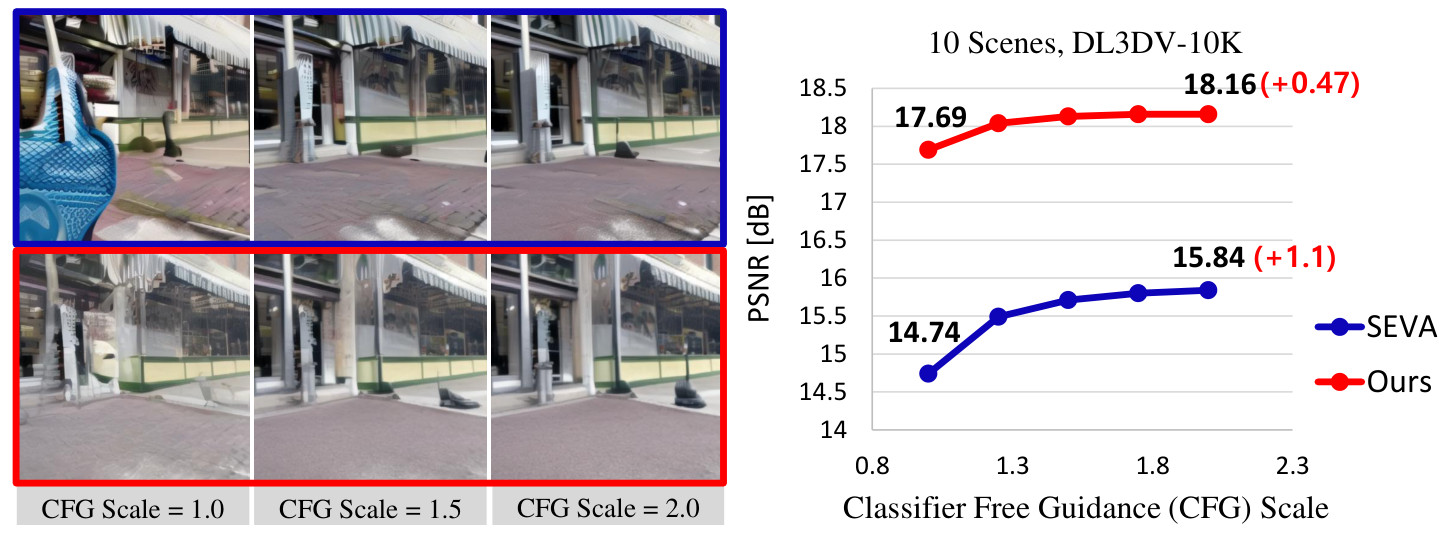 CFG Scale = 1.0
CFG Scale = 1.5
CFG Scale = 2.0
10 Scenes, DL3DV-10K
18.16 (+0.47)
17.69
15.84 (+1.1)
14.74
PSNR [dB]
18.5
18
17.5
17
16.5
16
15.5
15
14.5
14
0.8
1.3
1.8
2.3
Classifier Free Guidance (CFG) Scale
SEVA
Ours